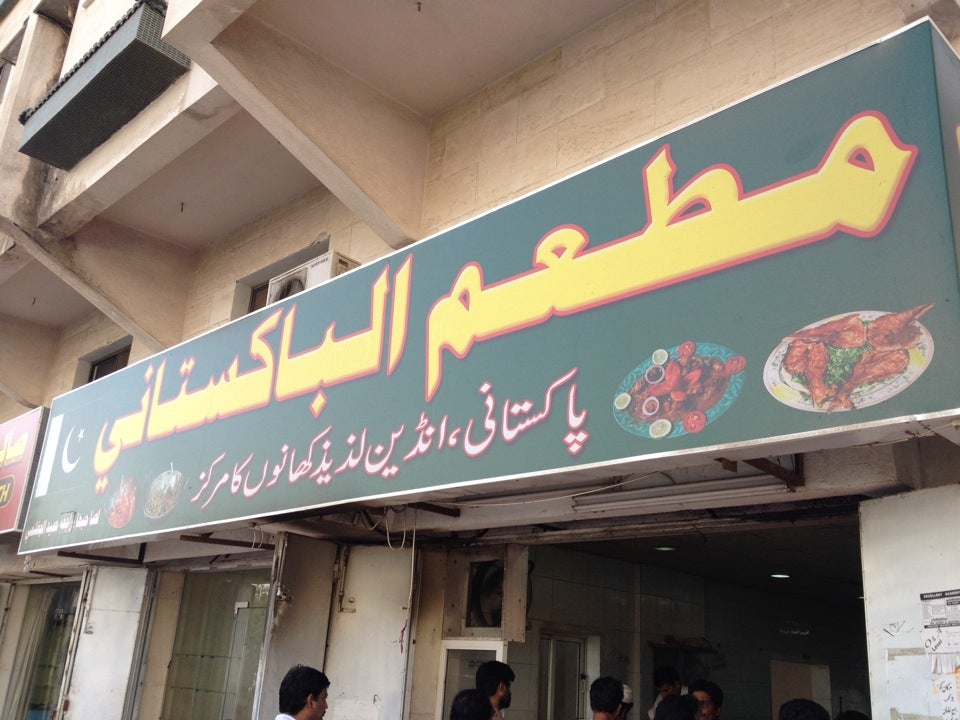 مطعم الباكستاني
پاکستانی، انڈین لذیذ کھانوں کا مرکز